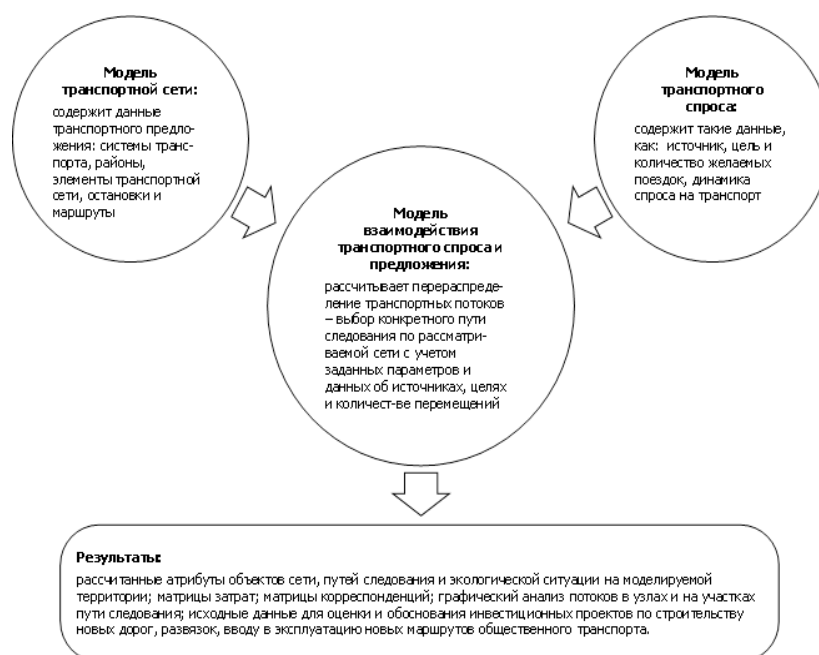 Модель
транспортной сети:
содержит данные
транспортного предло-
жения: системы транс-
порта, районы,
элементы транспортной
сети, остановки и
маршруты
Модель
транспортного
спроса:
содержит такие данные,
как: источник, цель и
количество желаемых
поездок, динамика
спроса на транспорт
Модель
взаимодействия
транспортного спроса и
предложения:
рассчитывает перераспреде-
ление транспортных потоков
– выбор конкретного пути
следования по рассматри-
ваемой сети с учетом
заданных параметров и
данных об источниках, целях
и количест-ве перемещений
Результаты:
рассчитанные атрибуты объектов сети, путей следования и экологической ситуации на моделируемой
территории; матрицы затрат; матрицы корреспонденций; графический анализ потоков в узлах и на участках
пути следования; исходные данные для оценки и обоснования инвестиционных проектов по строительству
новых дорог, развязок, вводу в эксплуатацию новых маршрутов общественного транспорта.